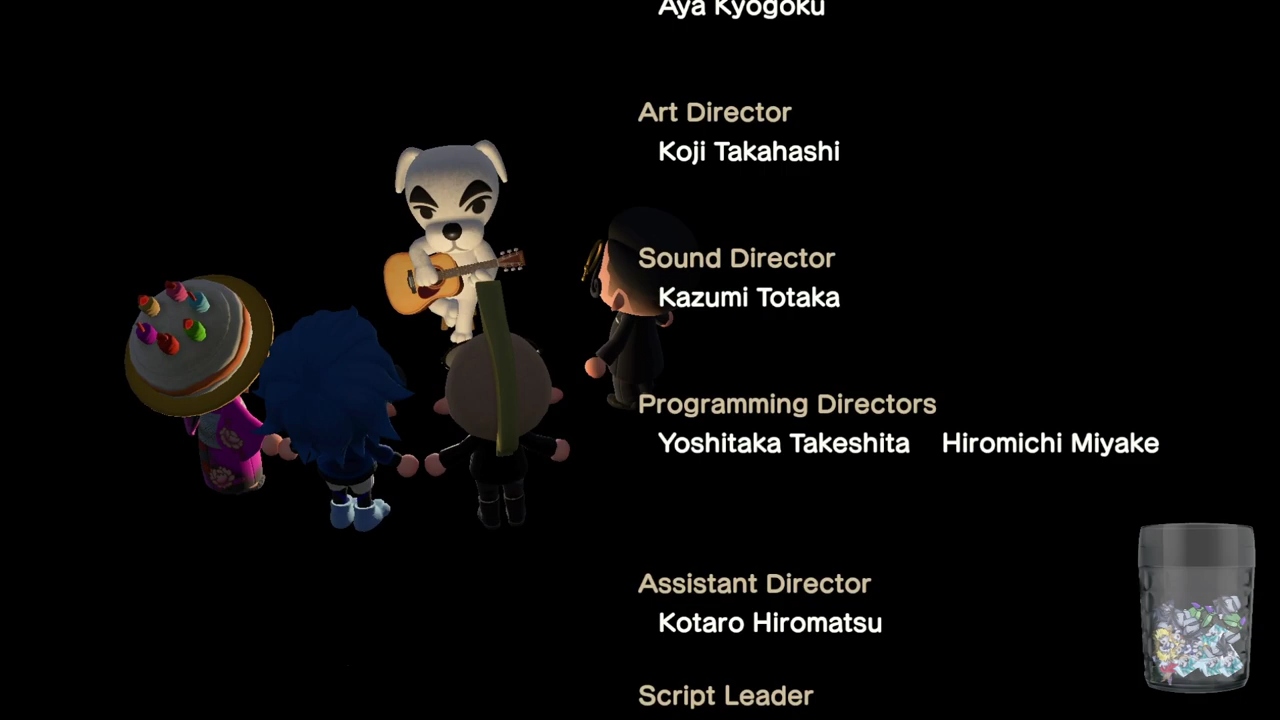 Aya Kyogoku
Art Director
Koji Takahashi
Sound Director
Kazumi Totaka
Programming Directors
Yoshitaka Takeshita Hiromichi Miyake
Assistant Director
Kotaro Hiromatsu
Script Leader